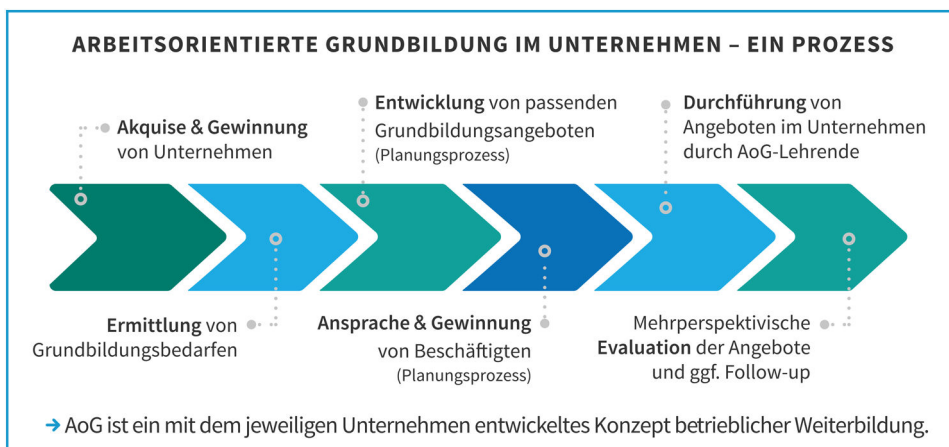 ARBEITSORIENTIERTE GRUNDBILDUNG IM UNTERNEHMEN – EIN PROZESS
Akquise & Gewinnung
von Unternehmen
Entwicklung von passenden
Grundbildungsangeboten
(Planungsprozess)
Durchführung von
Angeboten im Unternehmen
durch AoG-Lehrende
Ermittlung von
Grundbildungsbedarfen
Ansprache & Gewinnung
von Beschäftigten
(Planungsprozess)
Mehrperspektivische
Evaluation der Angebote
und ggf. Follow-up
→ AoG ist ein mit dem jeweiligen Unternehmen entwickeltes Konzept betrieblicher Weiterbildung.